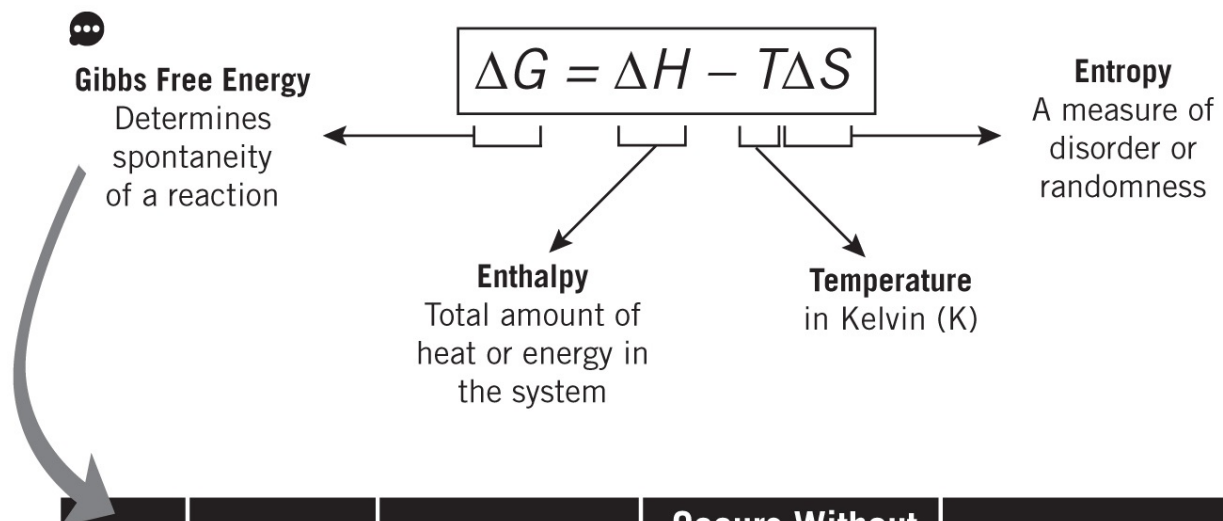 ΔG = ΔH – TΔS
Gibbs Free Energy
Determines
spontaneity
of a reaction
Entropy
A measure of
disorder or
randomness
Enthalpy
Total amount of
heat or energy in
the system
Temperature
in Kelvin (K)
Occurs Without